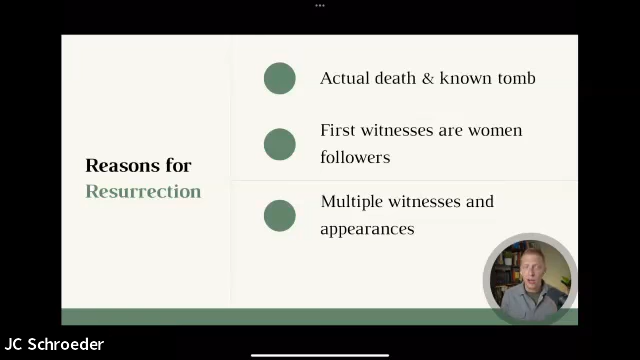 Reasons for
Resurrection
Actual death & known tomb
First witnesses are women
followers
Multiple witnesses and
appearances
JC Schroeder